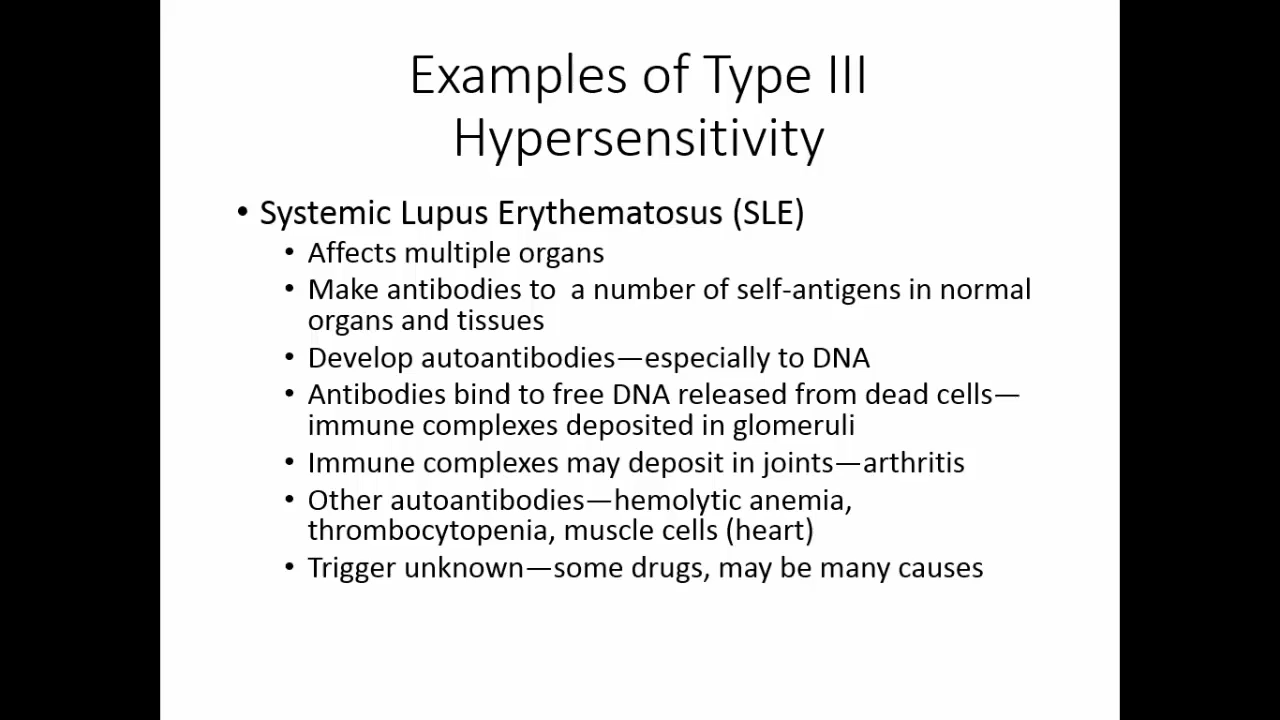 Examples of Type III
Hypersensitivity
• Systemic Lupus Erythematosus (SLE)
• Affects multiple organs
• Make antibodies to  a number of self-antigens in normal
organs and tissues
• Develop autoantibodies—especially to DNA
• Antibodies bind to free DNA released from dead cells—
immune complexes deposited in glomeruli
• Immune complexes may deposit in joints—arthritis
• Other autoantibodies—hemolytic anemia,
thrombocytopenia, muscle cells (heart)
• Trigger unknown—some drugs, may be many causes